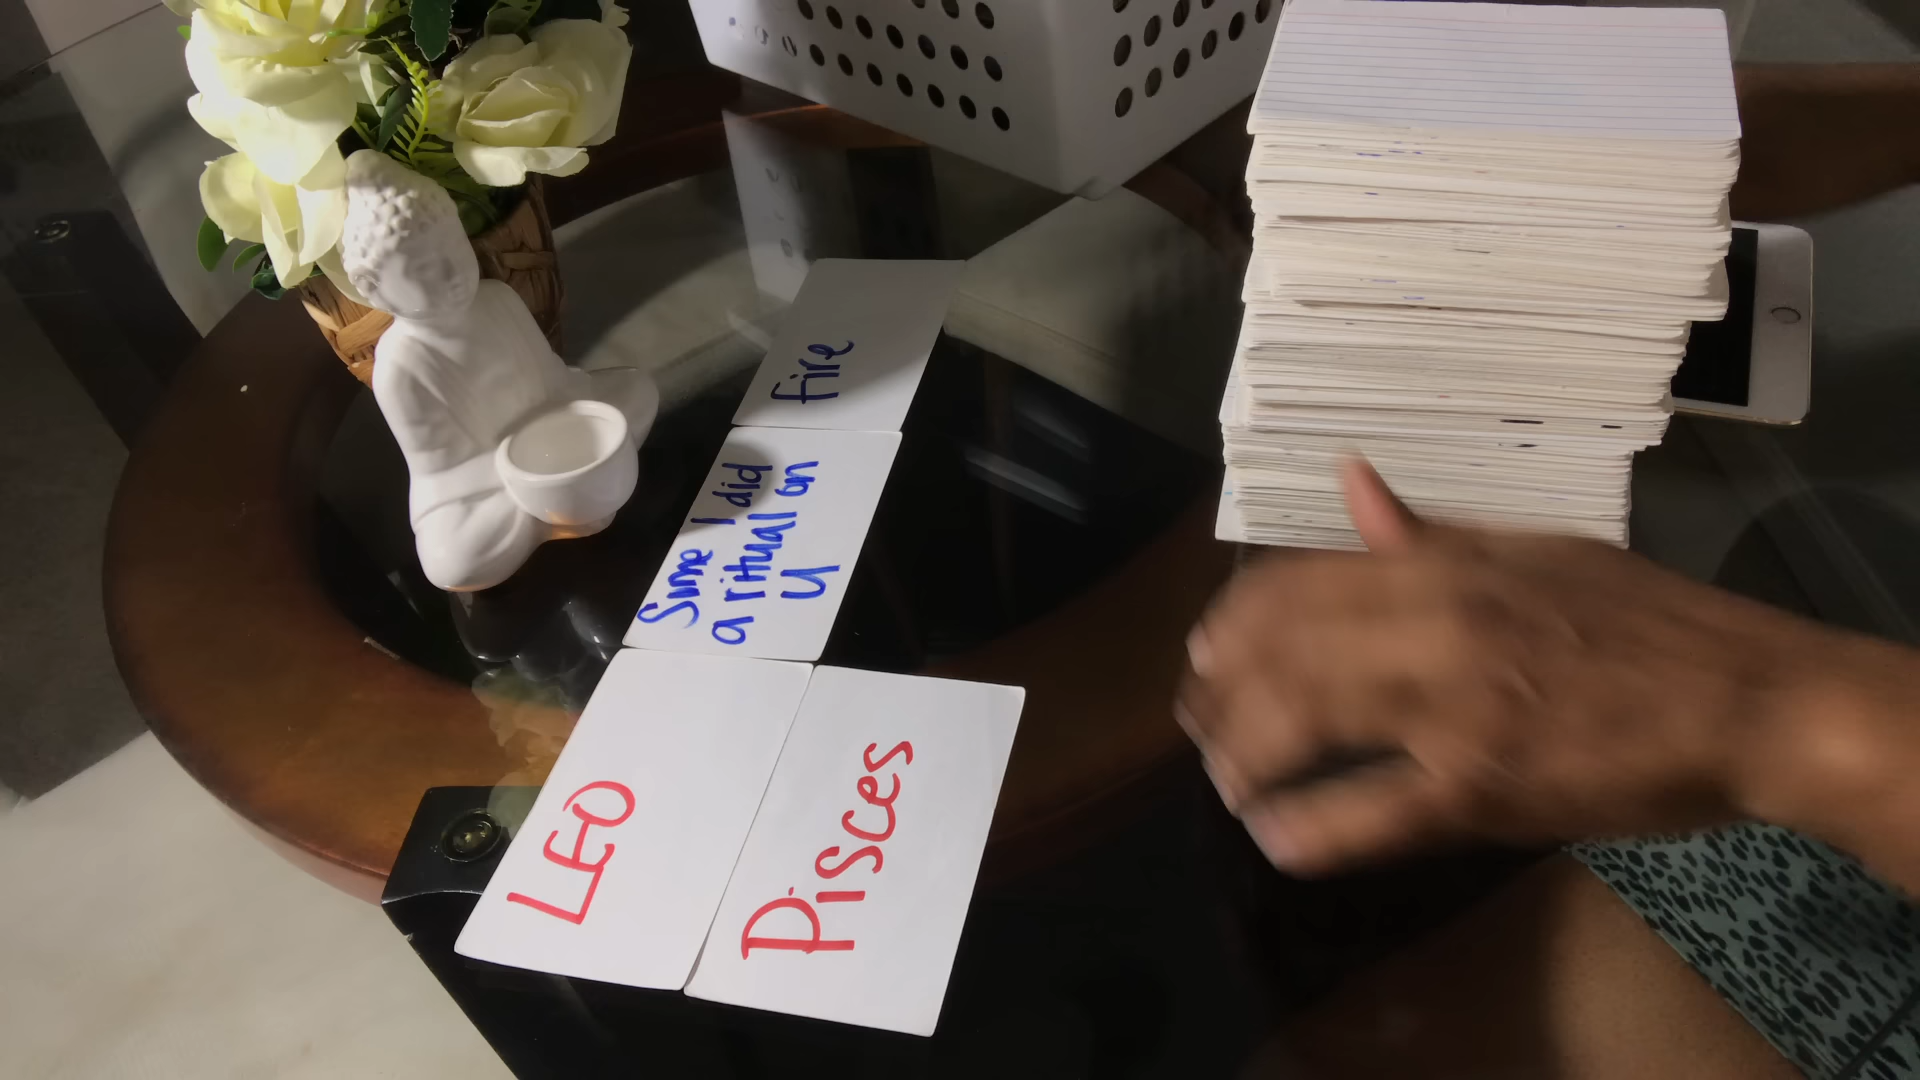 Fire
Some I did
a ritual on
U
LEO
Pisces